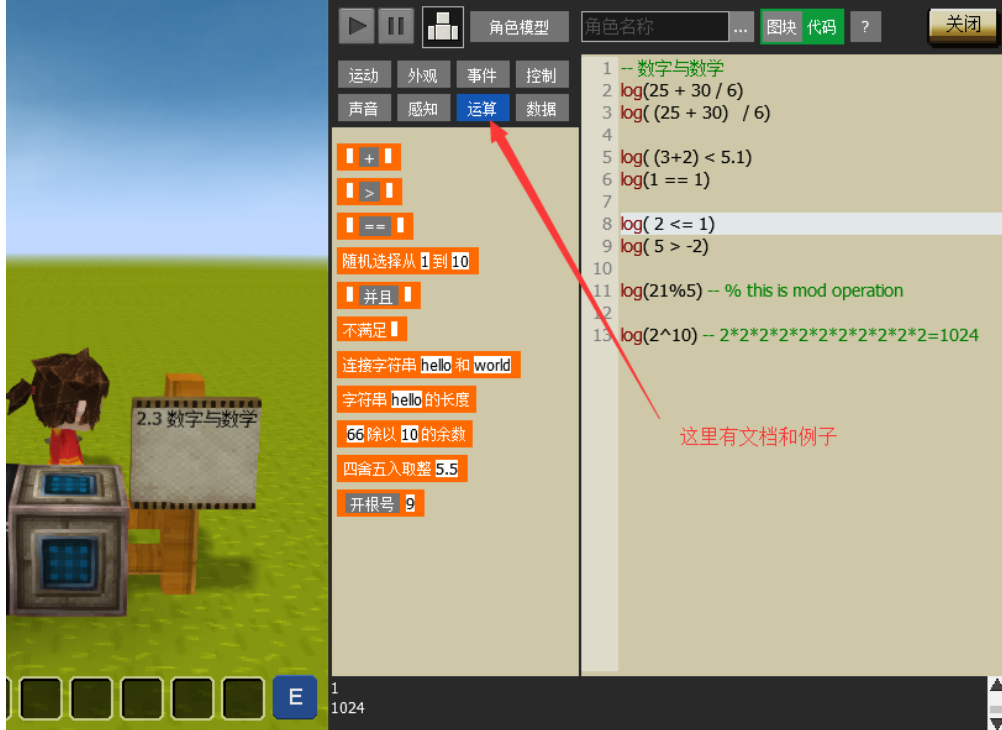 角色模型
角色名称
...
图块 代码
?
关闭
运动 外观 事件 控制
声音 感知 运算 数据
+
>
==
随机选择从 1 到 10
并且
不满足
连接字符串 hello 和 world
字符串 hello 的长度
66 除以 10 的余数
四舍五入取整 5.5
开根号 9
1 -- 数字与数学
2 log(25 + 30 / 6)
3 log( (25 + 30) / 6)
4
5 log( (3+2) < 5.1)
6 log(1 == 1)
7
8 log( 2 <= 1)
9 log( 5 > -2)
10
11 log(21%5) -- % this is mod operation
12
13 log(2^10) -- 2*2*2*2*2*2*2*2*2*2*2=1024
这里有文档和例子
2.3 数字与数学
E
1
1024